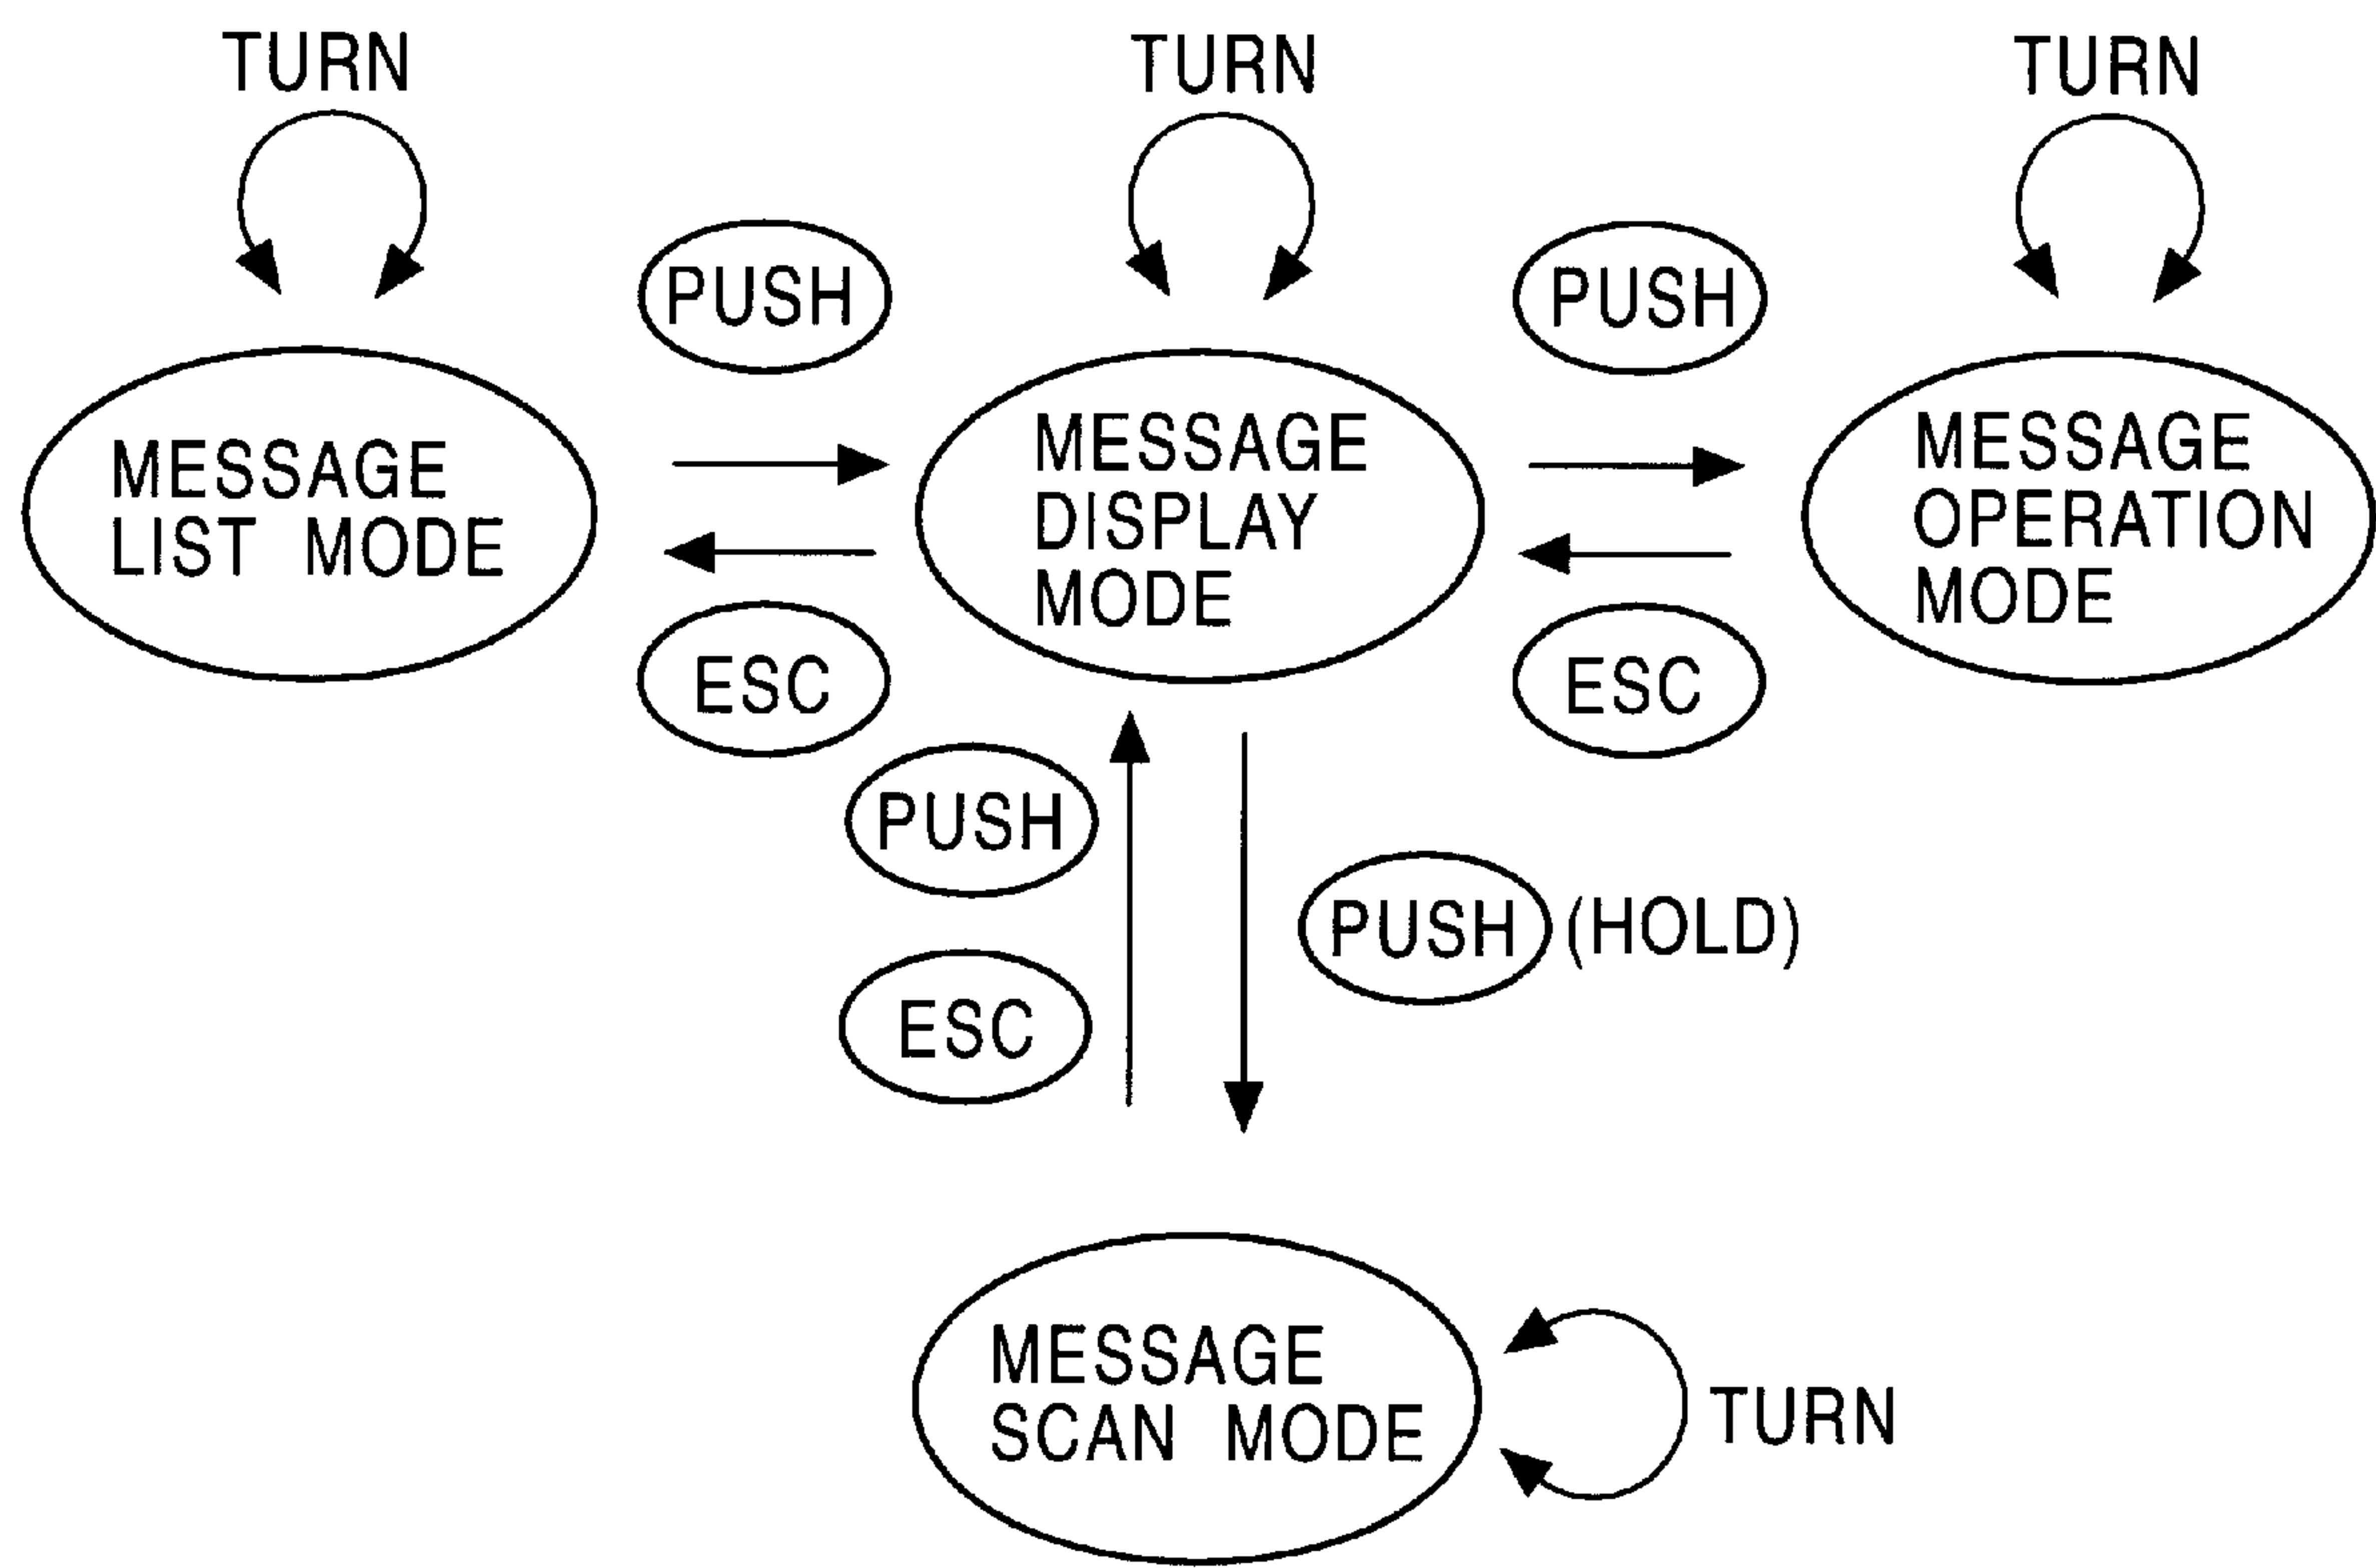 TURN
TURN
TURN
PUSH
PUSH
MESSAGE
LIST MODE
MESSAGE
DISPLAY
MODE
MESSAGE
OPERATION
MODE
ESC
ESC
PUSH
PUSH (HOLD)
ESC
MESSAGE
SCAN MODE
TURN